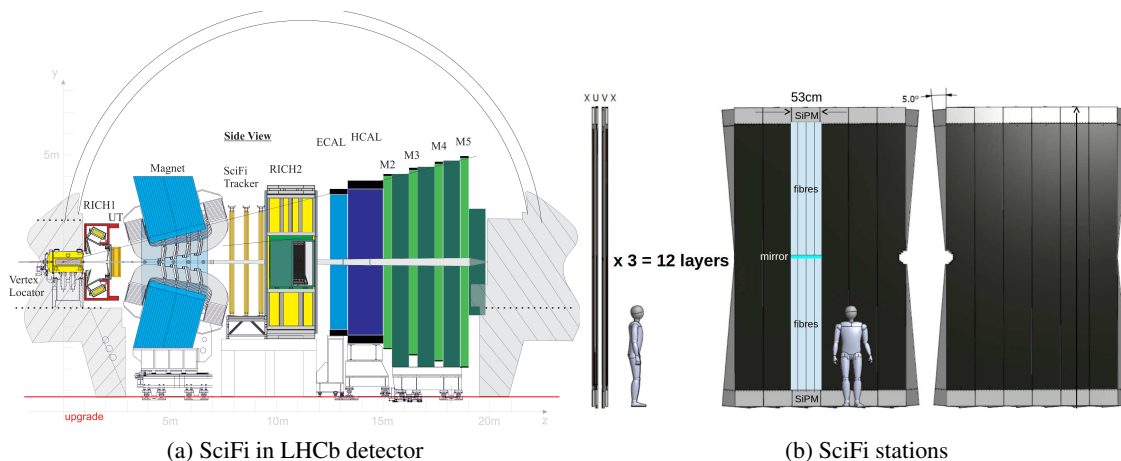 y
5m
Side View
ECAL
HCAL
M2
M3
M4
M5
Magnet
SciFi
Tracker
RICH2
RICH1
UT
Vertex
Locator
upgrade
5m
10m
15m
20m
z
(a) SciFi in LHCb detector
X U V X
x 3 = 12 layers
53cm
SiPM
5.0°
fibres
mirror
fibres
SiPM
(b) SciFi stations